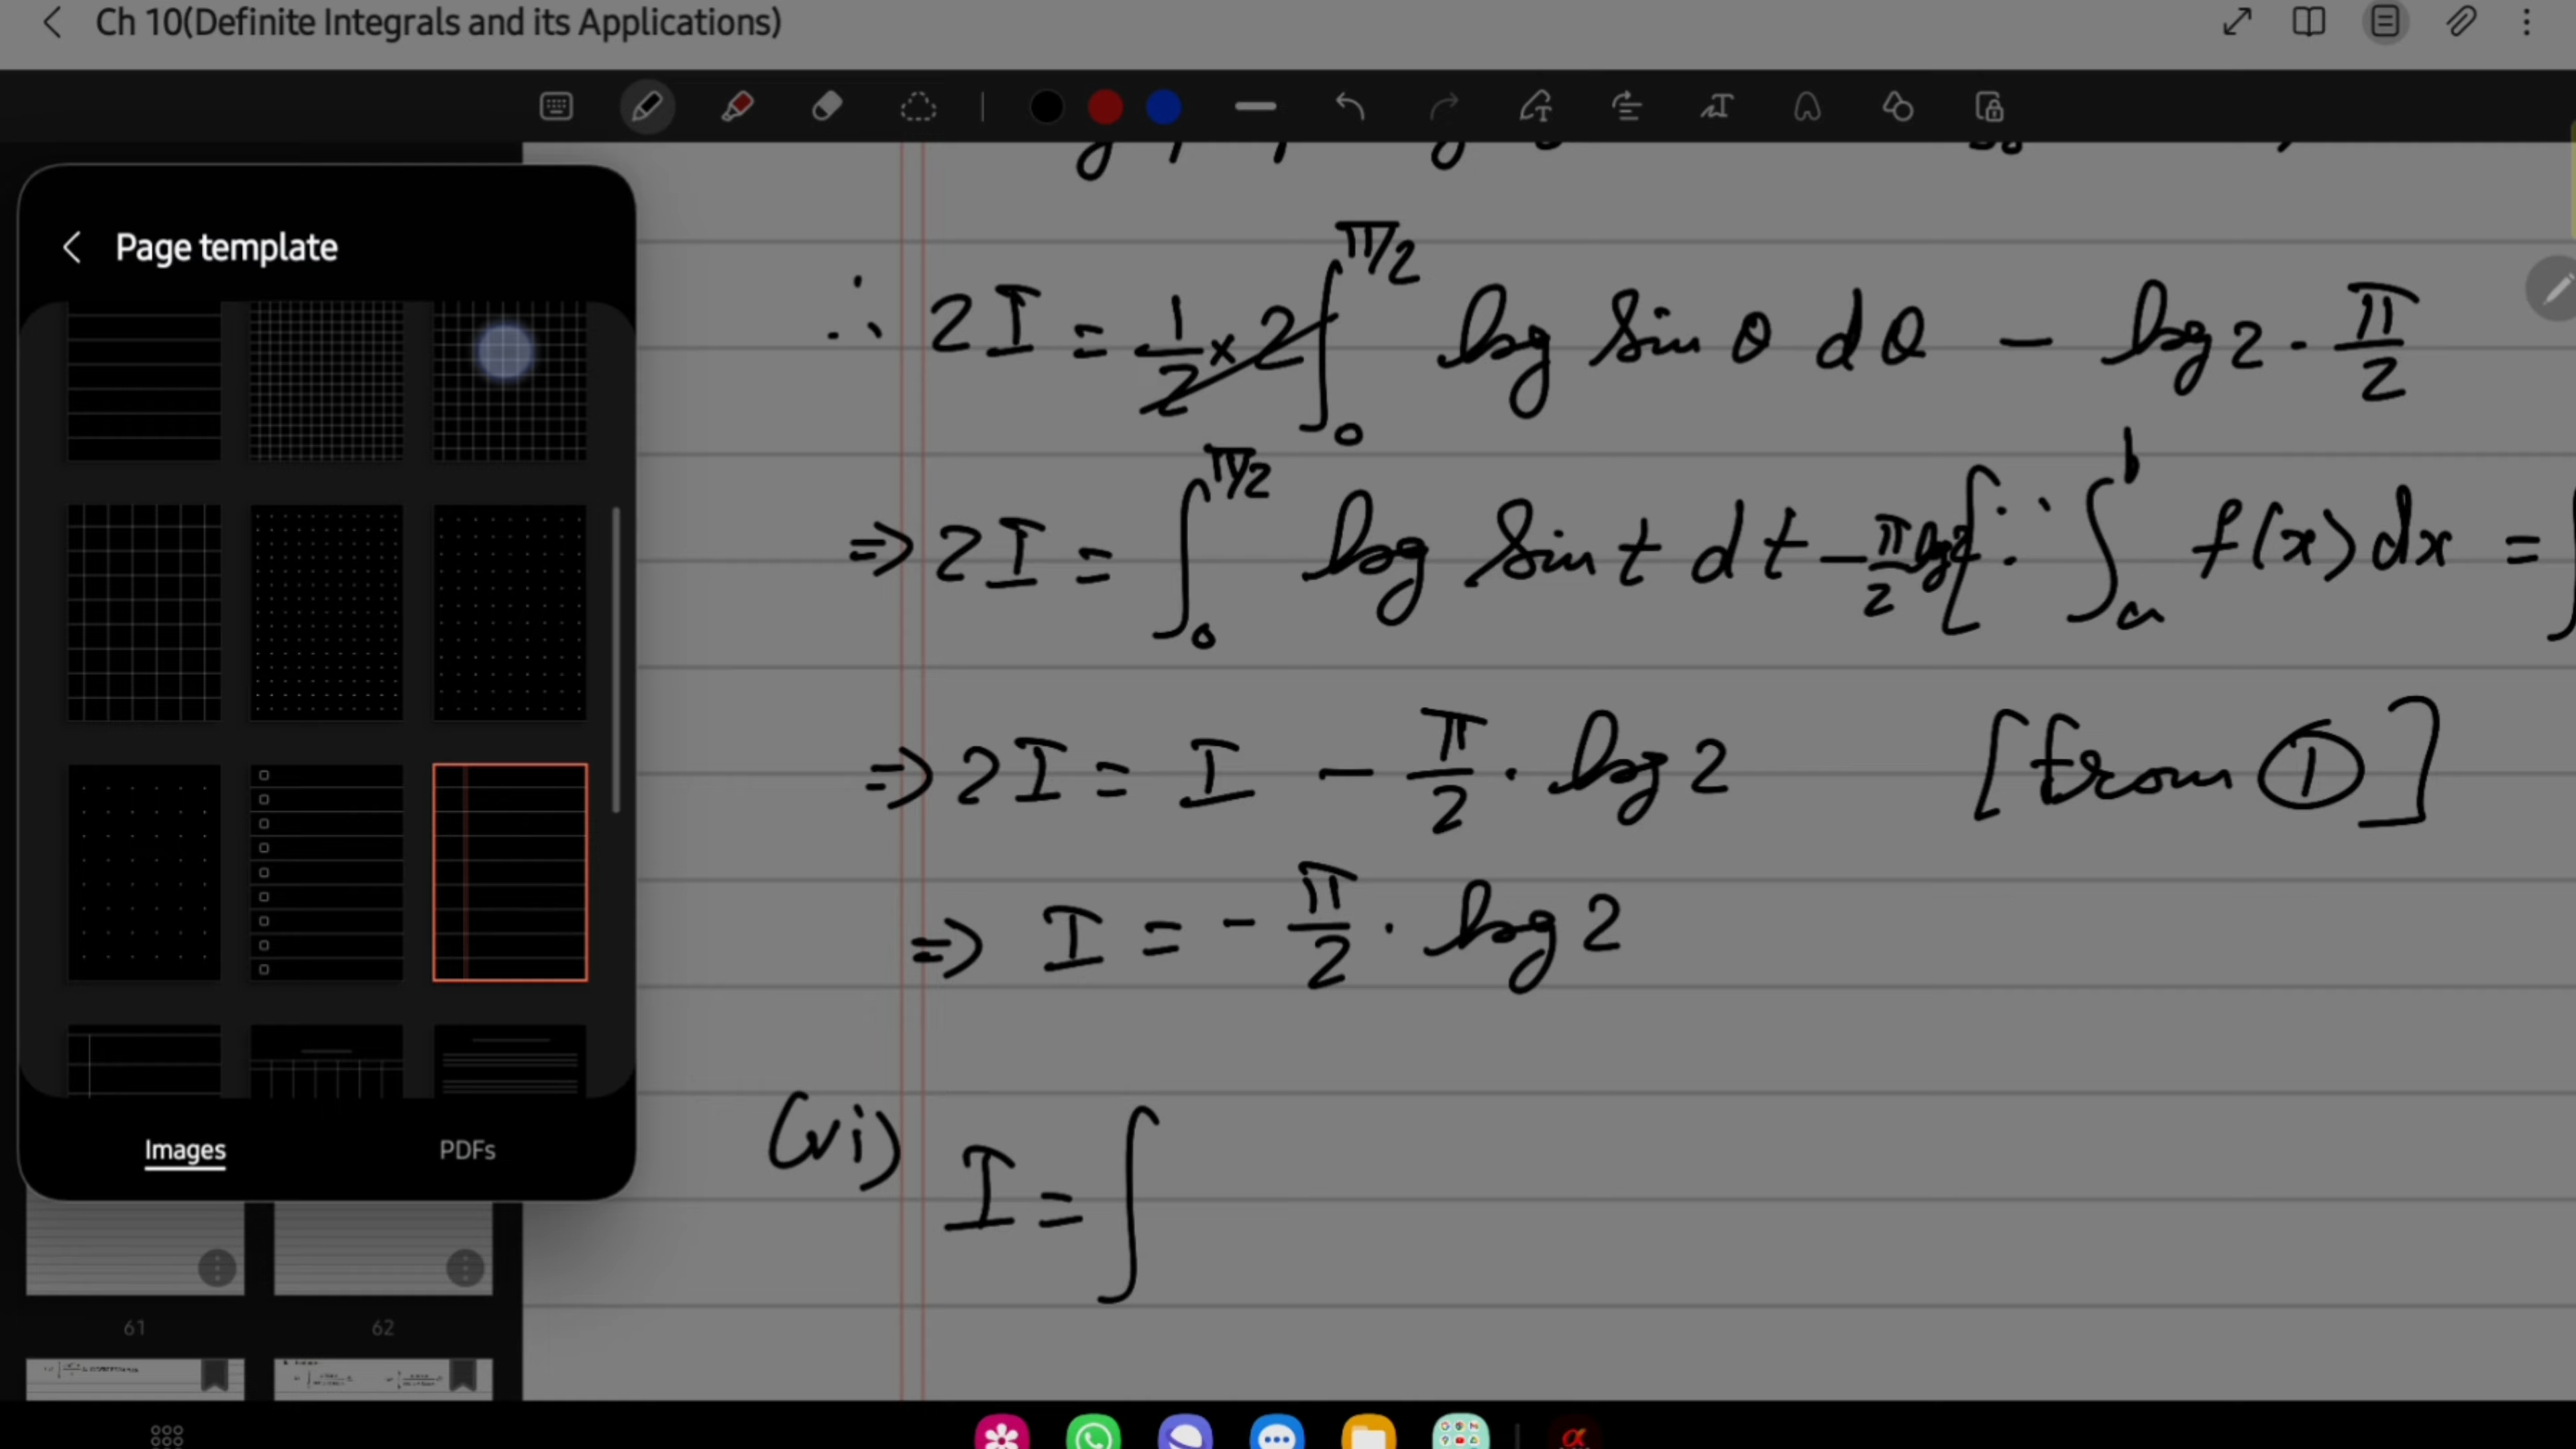 Ch 10(Definite Integrals and its Applications)
Page template
Images
PDFs
61
62
∴ 2I = 1/2 × 2 ∫₀^{π/2} log sin θ dθ − log 2 · π/2
⇒ 2I = ∫₀^{π/2} log sin t dt − π/2 log 2 [∵ ∫ₐᵇ f(x) dx = ∫
⇒ 2I = I − π/2 · log 2 [from ①]
⇒ I = − π/2 · log 2
(vi) I = ∫